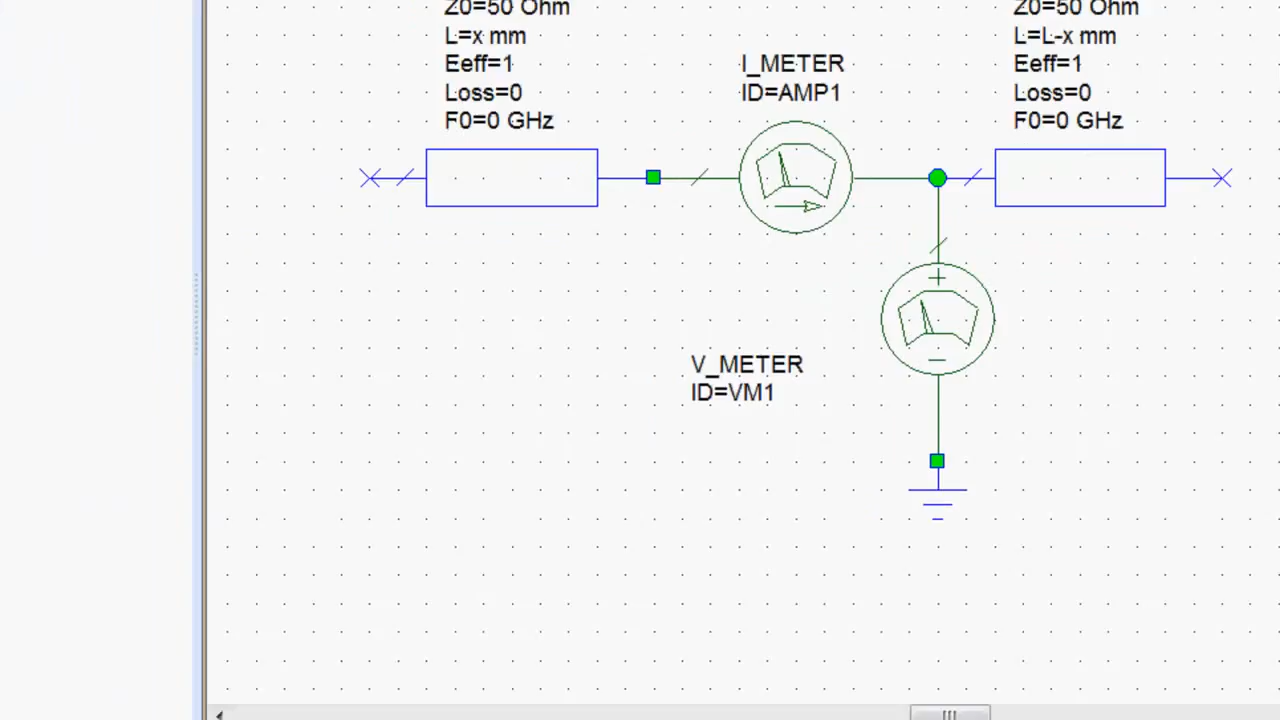 Z0=50 Ohm
L=x mm
Eeff=1
Loss=0
F0=0 GHz
I_METER
ID=AMP1
Z0=50 Ohm
L=L-x mm
Eeff=1
Loss=0
F0=0 GHz
V_METER
ID=VM1